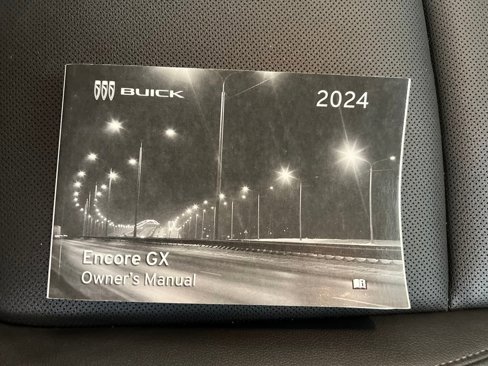 BUICK
2024
Encore GX
Owner's Manual